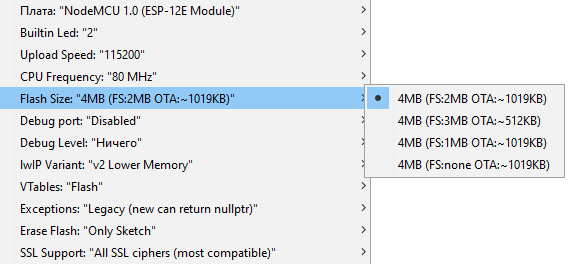 Плата: "NodeMCU 1.0 (ESP-12E Module)"
Builtin Led: "2"
Upload Speed: "115200"
CPU Frequency: "80 MHz"
Flash Size: "4MB (FS:2MB OTA:~1019KB)"
Debug port: "Disabled"
Debug Level: "Ничего"
lwIP Variant: "v2 Lower Memory"
VTables: "Flash"
Exceptions: "Legacy (new can return nullptr)"
Erase Flash: "Only Sketch"
SSL Support: "All SSL ciphers (most compatible)"
4MB (FS:2MB OTA:~1019KB)
4MB (FS:3MB OTA:~512KB)
4MB (FS:1MB OTA:~1019KB)
4MB (FS:none OTA:~1019KB)